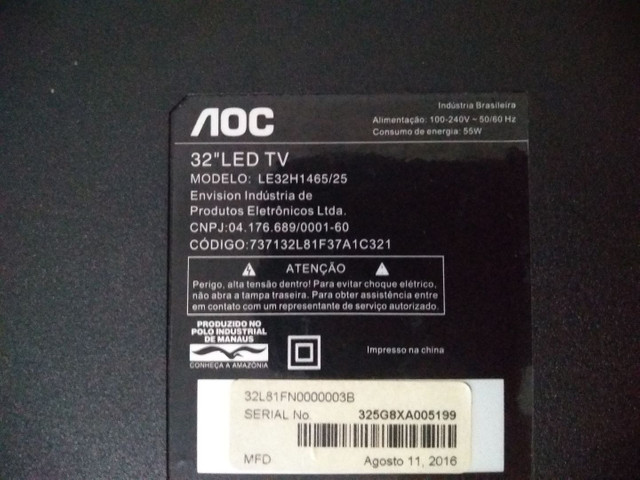 AOC
Indústria Brasileira
Alimentação: 100-240V ~ 50/60 Hz
Consumo de energia: 55W
32"LED TV
MODELO: LE32H1465/25
Envision Indústria de
Produtos Eletrônicos Ltda.
CNPJ:04.176.689/0001-60
CÓDIGO:737132L81F37A1C321
ATENÇÃO
Perigo, alta tensão dentro! Para evitar choque elétrico,
não abra a tampa traseira. Para obter assistência entre
em contato com um representante de serviço autorizado.
PRODUZIDO NO
POLO INDUSTRIAL
DE MANAUS
CONHEÇA A AMAZÔNIA
Impresso na china
32L81FN0000003B
SERIAL No. 325G8XA005199
MFD Agosto 11, 2016